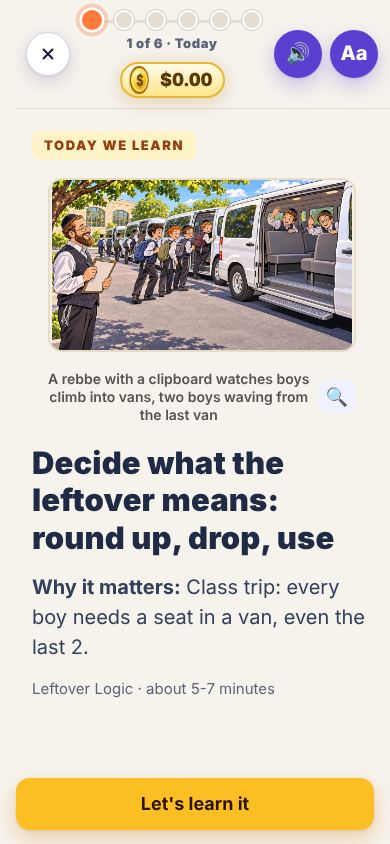 1 of 6 · Today
$ $0.00
Aa
TODAY WE LEARN
A rebbe with a clipboard watches boys
climb into vans, two boys waving from
the last van
Decide what the
leftover means:
round up, drop, use
Why it matters: Class trip: every
boy needs a seat in a van, even the
last 2.
Leftover Logic · about 5-7 minutes
Let's learn it